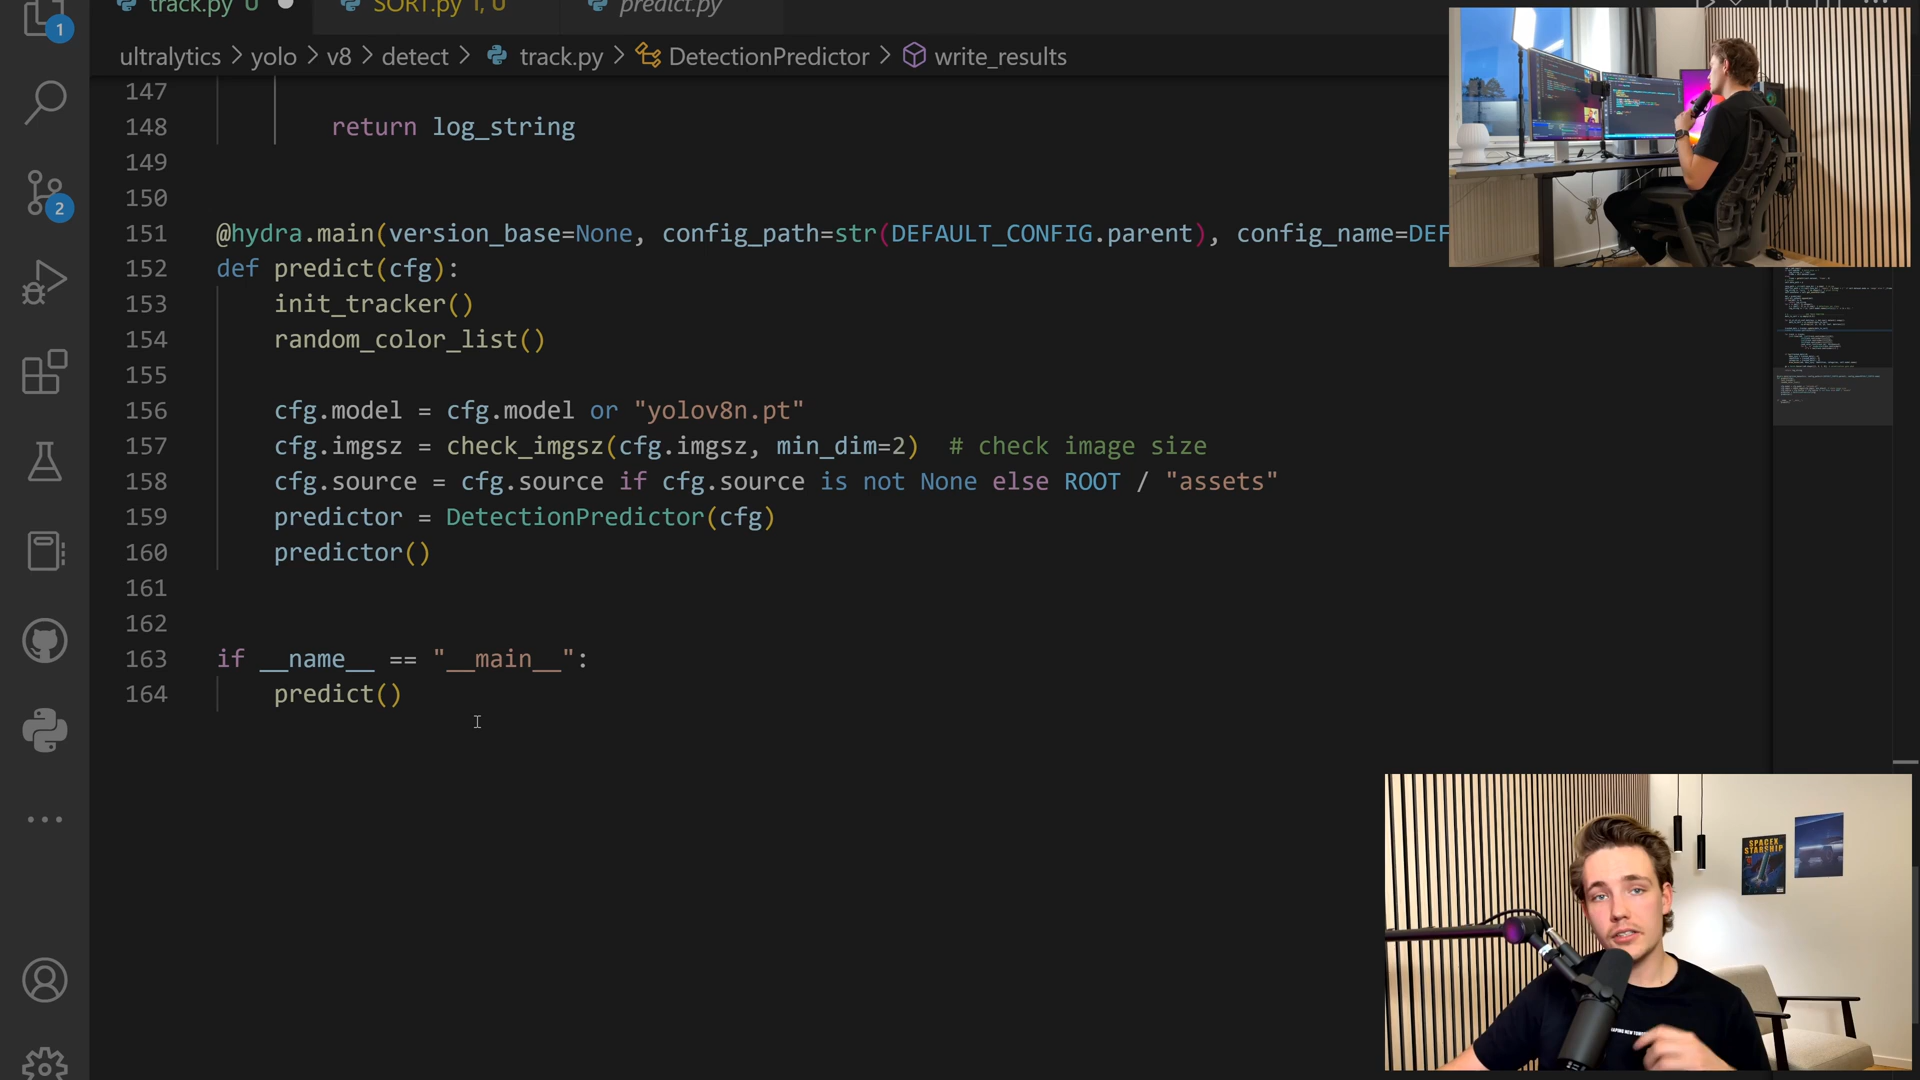 track.py U
SORT.py 1, U
predict.py
1
ultralytics > yolo > v8 > detect > track.py > DetectionPredictor > write_results
147
148 return log_string
149
150
151 @hydra.main(version_base=None, config_path=str(DEFAULT_CONFIG.parent), config_name=DEF
152 def predict(cfg):
153 init_tracker()
154 random_color_list()
155
156 cfg.model = cfg.model or "yolov8n.pt"
157 cfg.imgsz = check_imgsz(cfg.imgsz, min_dim=2)  # check image size
158 cfg.source = cfg.source if cfg.source is not None else ROOT / "assets"
159 predictor = DetectionPredictor(cfg)
160 predictor()
161
162
163 if __name__ == "__main__":
164 predict()
2
SPACEX
STARSHIP